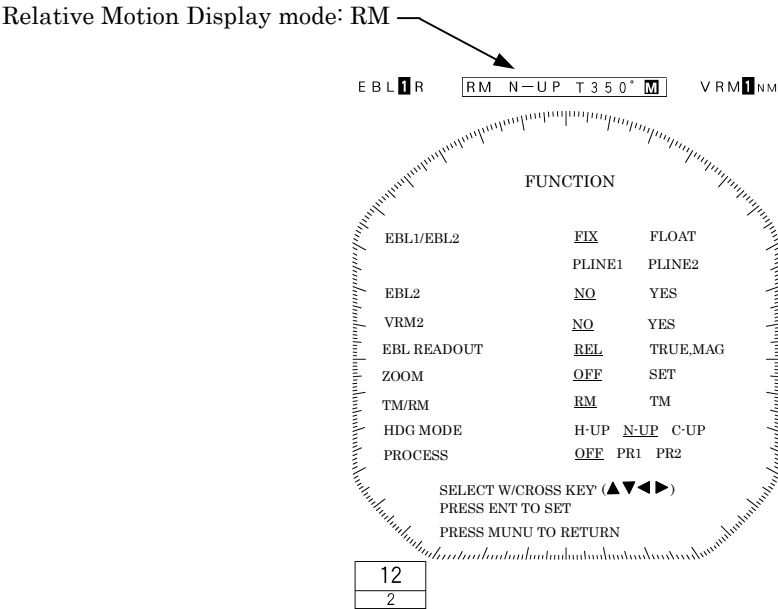 Relative Motion Display mode: RM
EBL1R RM N-UP T350° M VRM1NM
FUNCTION
EBL1/EBL2 FIX FLOAT
PLINE1 PLINE2
EBL2 NO YES
VRM2 NO YES
EBL READOUT REL TRUE,MAG
ZOOM OFF SET
TM/RM RM TM
HDG MODE H-UP N-UP C-UP
PROCESS OFF PR1 PR2
SELECT W/CROSS KEY' (▲▼◀▶)
PRESS ENT TO SET
PRESS MUNU TO RETURN
12
2